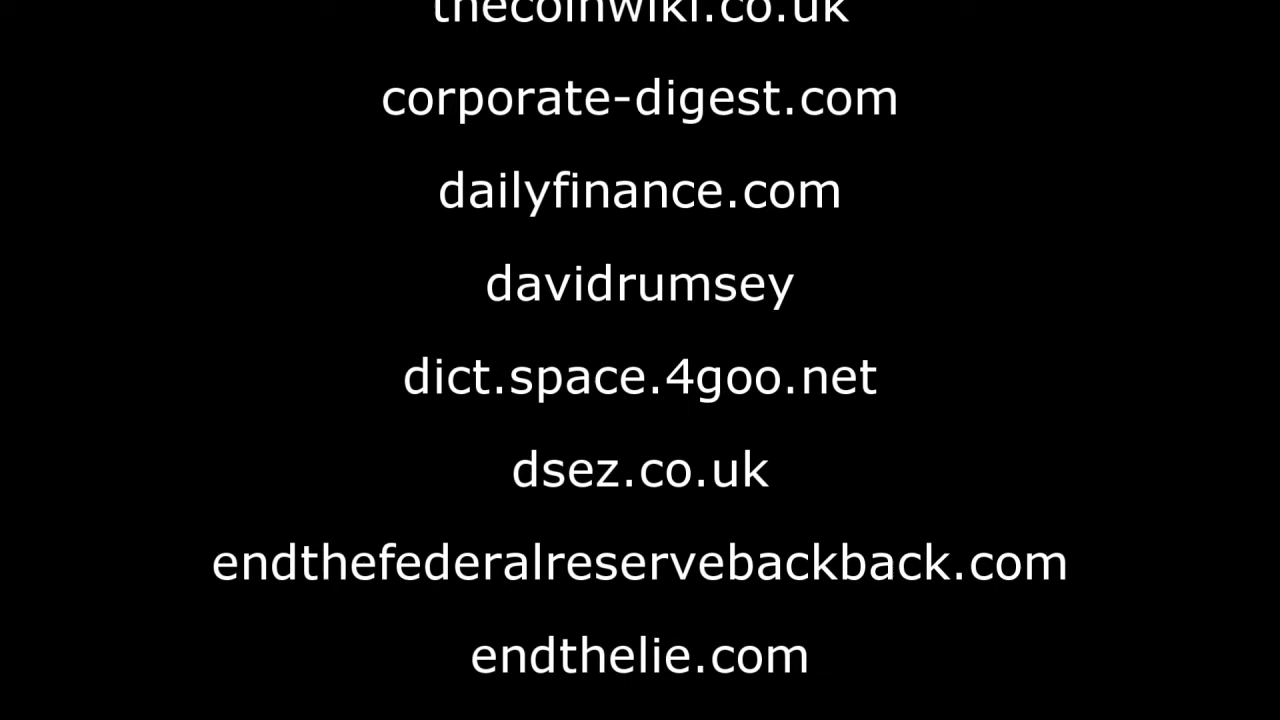 thecoinwiki.co.uk
corporate-digest.com
dailyfinance.com
davidrumsey
dict.space.4goo.net
dsez.co.uk
endthefederalreservebackback.com
endthelie.com